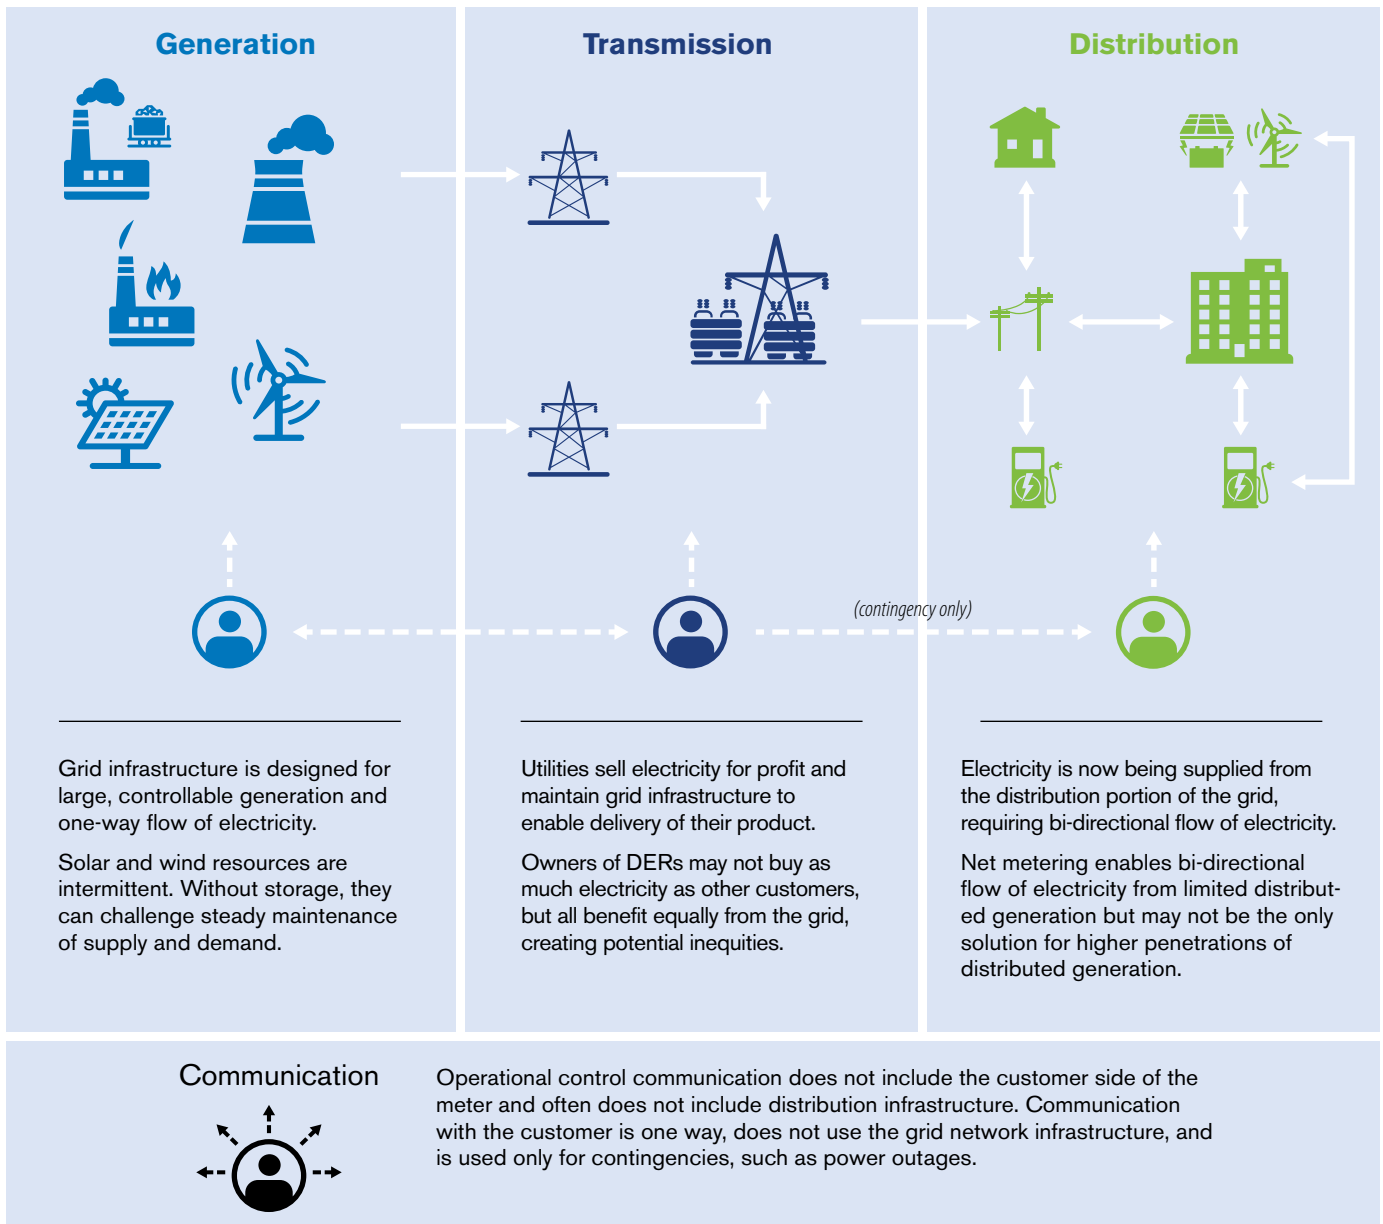 Generation
Transmission
Distribution
(contingency only)
Grid infrastructure is designed for
large, controllable generation and
one-way flow of electricity.
Solar and wind resources are
intermittent. Without storage, they
can challenge steady maintenance
of supply and demand.
Utilities sell electricity for profit and
maintain grid infrastructure to
enable delivery of their product.
Owners of DERs may not buy as
much electricity as other customers,
but all benefit equally from the grid,
creating potential inequities.
Electricity is now being supplied from
the distribution portion of the grid,
requiring bi-directional flow of electricity.
Net metering enables bi-directional
flow of electricity from limited distribut-
ed generation but may not be the only
solution for higher penetrations of
distributed generation.
Communication
Operational control communication does not include the customer side of the
meter and often does not include distribution infrastructure. Communication
with the customer is one way, does not use the grid network infrastructure, and
is used only for contingencies, such as power outages.